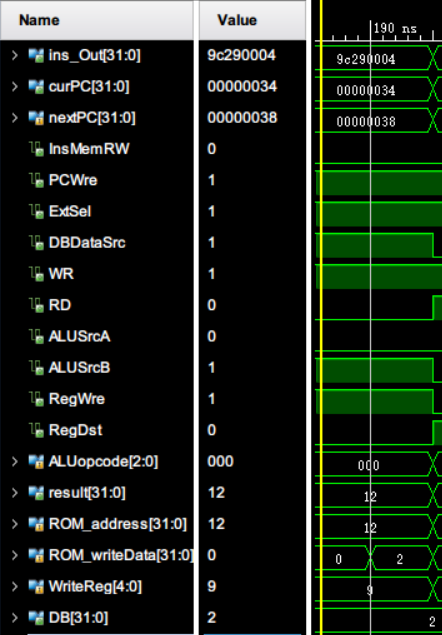 Name Value
190 ns
ins_Out[31:0] 9c290004 9c290004
curPC[31:0] 00000034 00000034
nextPC[31:0] 00000038 00000038
InsMemRW 0
PCWre 1
ExtSel 1
DBDataSrc 1
WR 1
RD 0
ALUSrcA 0
ALUSrcB 1
RegWre 1
RegDst 0
ALUopcode[2:0] 000 000
result[31:0] 12 12
ROM_address[31:0] 12 12
ROM_writeData[31:0] 0 0 2
WriteReg[4:0] 9 9
DB[31:0] 2 2